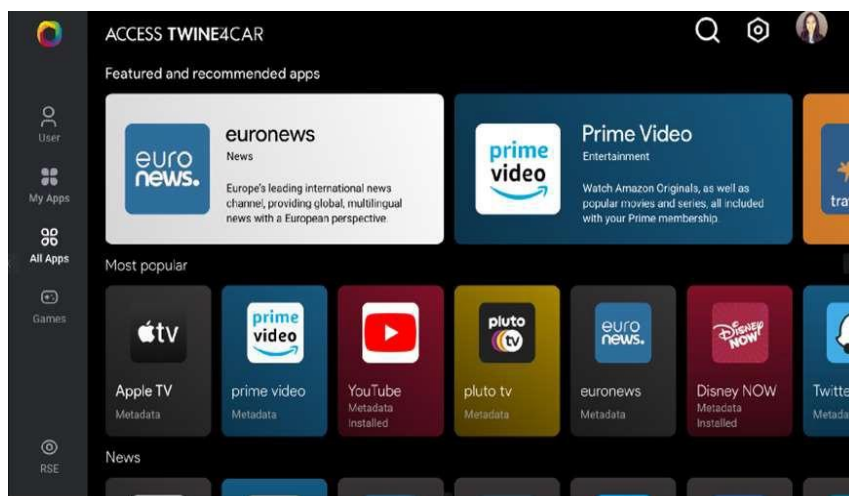 ACCESS TWINE4CAR
Featured and recommended apps
User
My Apps
All Apps
Games
RSE
euro
news.
euronews
News
Europe's leading international news
channel, providing global, multilingual
news with a European perspective.
prime
video
Prime Video
Entertainment
Watch Amazon Originals, as well as
popular movies and series, all included
with your Prime membership.
tra
Most popular
tv
Apple TV
Metadata
prime
video
prime video
Metadata
YouTube
Metadata
Installed
pluto
tv
pluto tv
Metadata
euro
news.
euronews
Metadata
Disney
NOW
Disney NOW
Metadata
Installed
Twitte
Metada
News